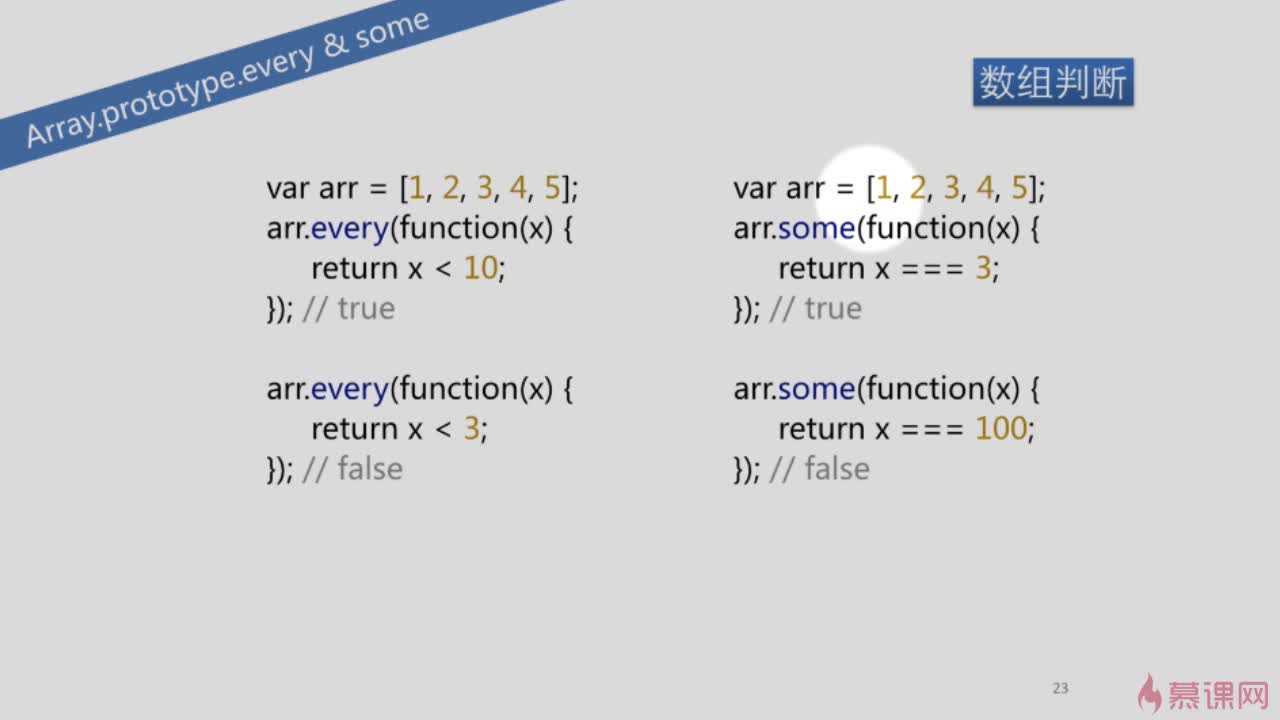 Array.prototype.every & some
数组判断
var arr = [1, 2, 3, 4, 5];
arr.every(function(x) {
return x < 10;
}); // true
arr.every(function(x) {
return x < 3;
}); // false
var arr = [1, 2, 3, 4, 5];
arr.some(function(x) {
return x === 3;
}); // true
arr.some(function(x) {
return x === 100;
}); // false
23
慕课网